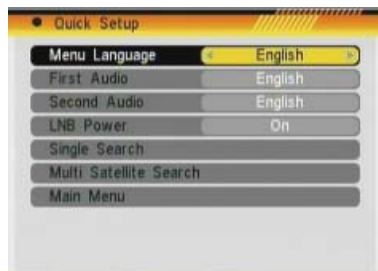 Quick Setup
Menu Language English
First Audio English
Second Audio English
LNB Power On
Single Search
Multi Satellite Search
Main Menu